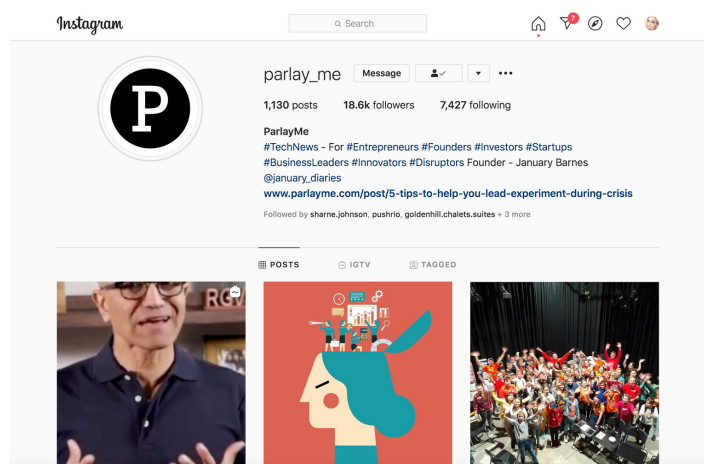 Instagram
Search
7
parlay_me
Message
1,130 posts 18.6k followers 7,427 following
ParlayMe
#TechNews - For #Entrepreneurs #Founders #Investors #Startups
#BusinessLeaders #Innovators #Disruptors Founder - January Barnes
@january_diaries
www.parlayme.com/post/5-tips-to-help-you-lead-experiment-during-crisis
Followed by sharne.johnson, pushrio, goldenhill.chalets.suites + 3 more
P
POSTS IGTV TAGGED